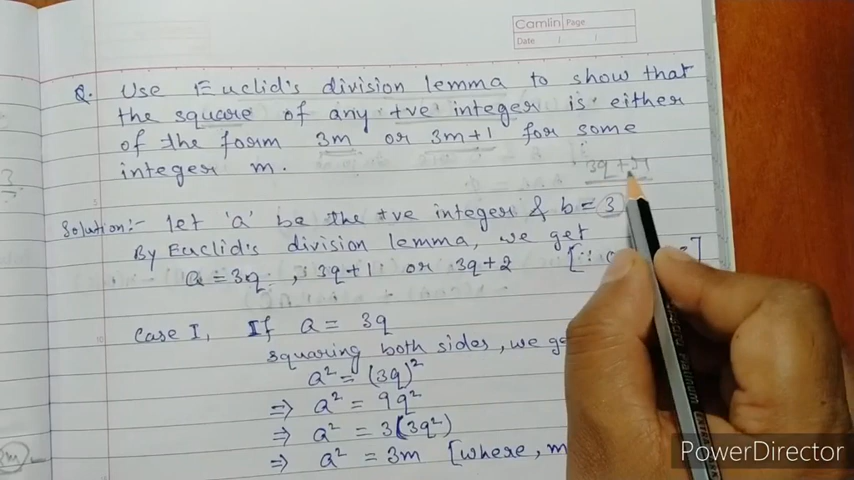 Camlin Page
Date
Q. Use Euclid's division lemma to show that
the square of any +ve integer is either
of the form 3m or 3m+1 for some
integer m.
3q+
3
Solution:- let 'a' be the +ve integer & b = 3
By Euclid's division lemma, we get
a = 3q, 3q+1 or 3q+2 [∵
Case I, If a = 3q
squaring both sides, we ge
a² = (3q)²
⇒ a² = 9q²
⇒ a² = 3(3q²)
3m
⇒ a² = 3m [where, m
PowerDirector